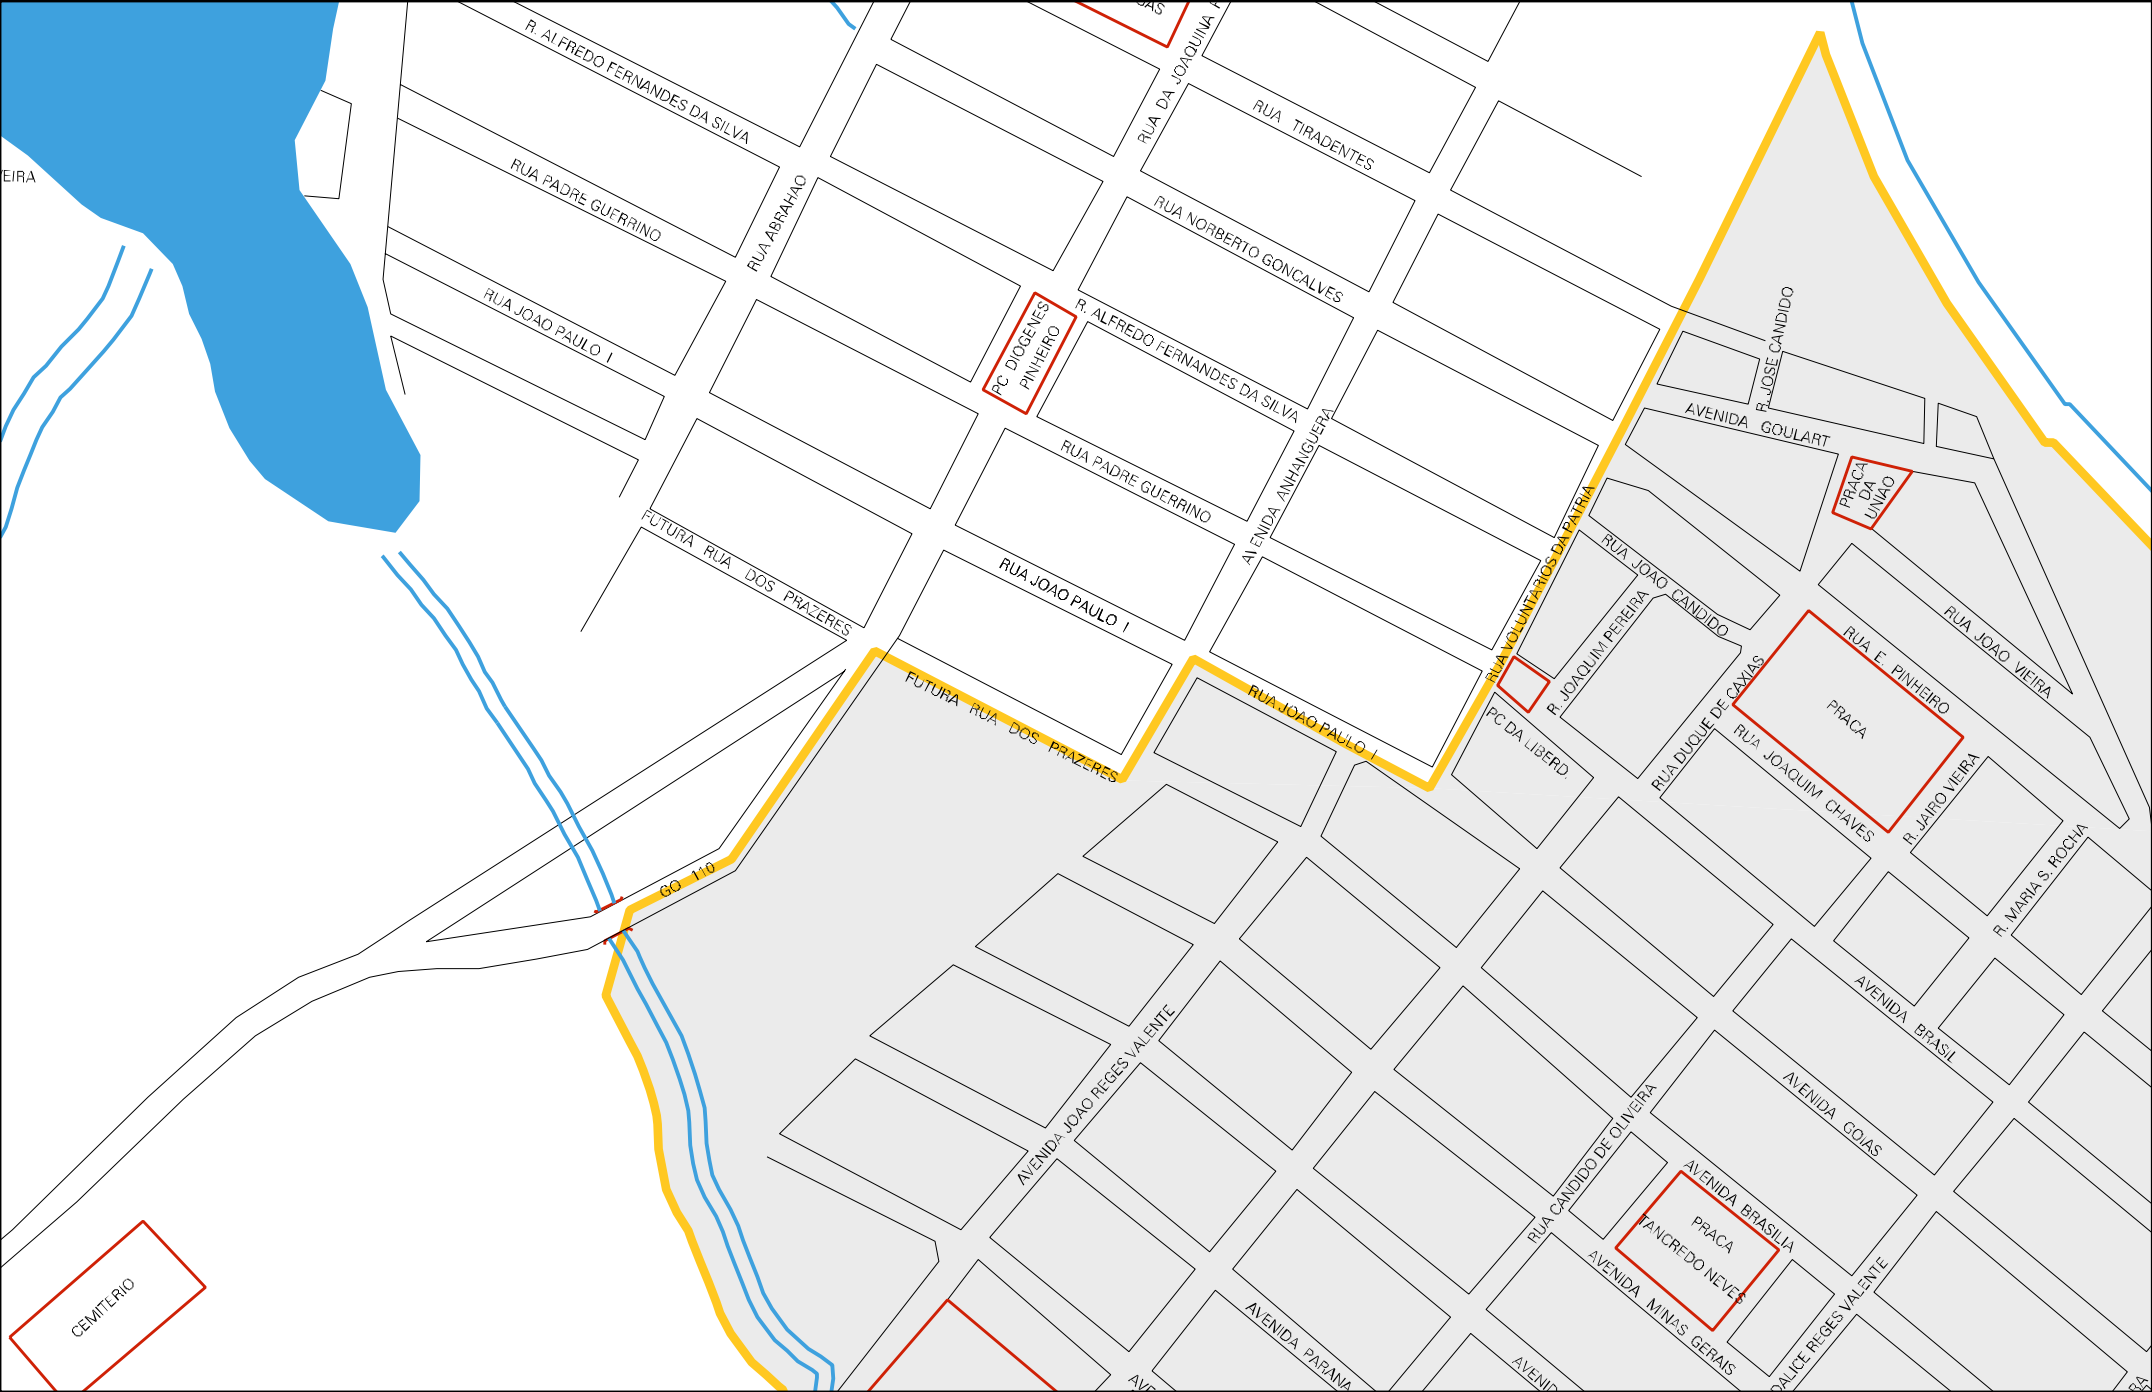 R. ALFREDO FERNANDES DA SILVA
RUA PADRE GUERRINO
RUA JOAO PAULO I
RUA ABRAHAO
RUA DA JOAQUINA
RUA TIRADENTES
RUA NORBERTO GONCALVES
PC DIOGENES
PINHEIRO
R. ALFREDO FERNANDES DA SILVA
RUA PADRE GUERRINO
AVENIDA ANHANGUERA
RUA JOAO PAULO I
FUTURA RUA DOS PRAZERES
FUTURA RUA DOS PRAZERES
RUA JOAO PAULO I
RUA VOLUNTARIOS DA PATRIA
R. JOSE CANDIDO
AVENIDA GOULART
PRACA
DA
UNIAO
RUA JOAO CANDIDO
R. JOAQUIM PEREIRA
PC DA LIBERD.
RUA DUQUE DE CAXIAS
RUA E. PINHEIRO
RUA JOAO VIEIRA
PRACA
RUA JOAQUIM CHAVES
R. JAIRO VIEIRA
R. MARIA S. ROCHA
GO 110
AVENIDA BRASIL
AVENIDA GOIAS
AVENIDA JOAO REGES VALENTE
RUA CANDIDO DE OLIVEIRA
AVENIDA BRASILIA
PRACA
TANCREDO NEVES
AVENIDA MINAS GERAIS
DALICE REGES VALENTE
AVENIDA PARANA
CEMITERIO